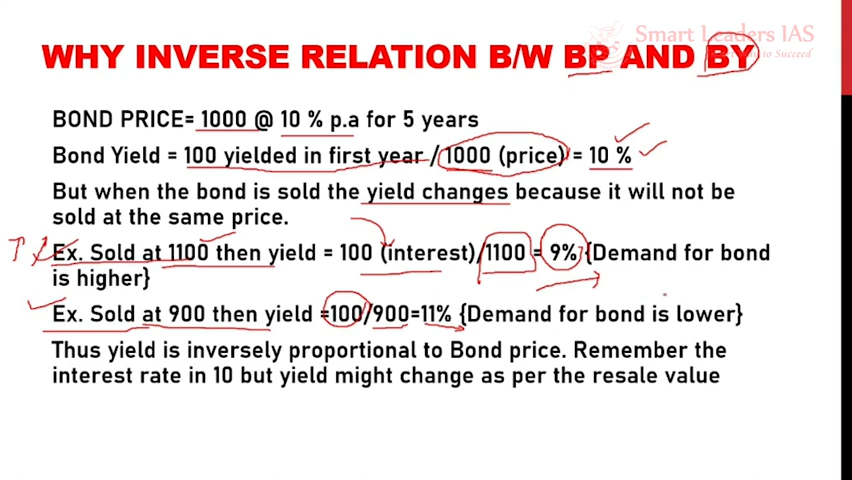 Smart Leaders IAS
to Succeed
WHY INVERSE RELATION B/W BP AND BY
BOND PRICE= 1000 @ 10 % p.a for 5 years
Bond Yield = 100 yielded in first year / 1000 (price) = 10 %
But when the bond is sold the yield changes because it will not be
sold at the same price.
Ex. Sold at 1100 then yield = 100 (interest)/1100 = 9% {Demand for bond
is higher}
Ex. Sold at 900 then yield =100/900=11% {Demand for bond is lower}
Thus yield is inversely proportional to Bond price. Remember the
interest rate in 10 but yield might change as per the resale value